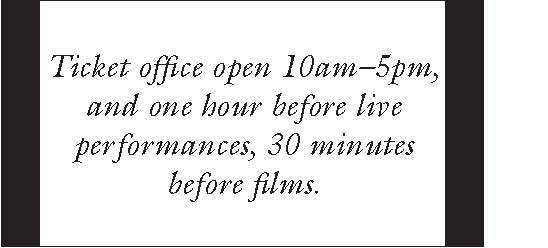 Ticket office open 10am–5pm,
and one hour before live
performances, 30 minutes
before films.